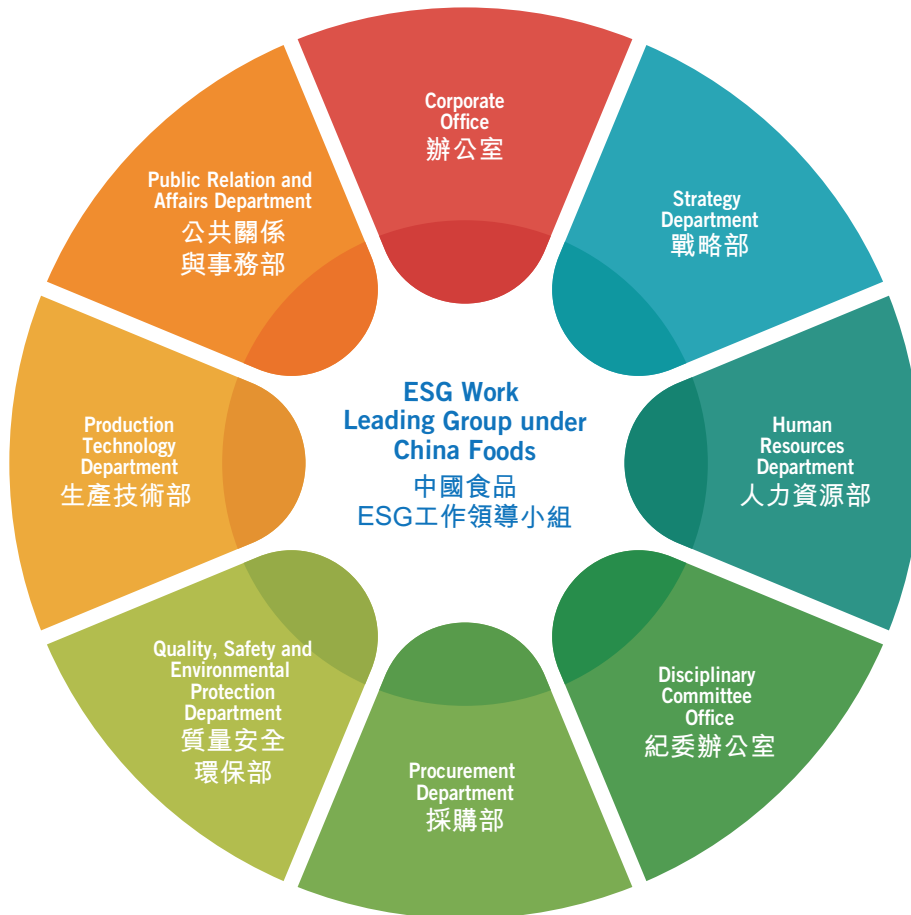 Corporate
Office
辦公室
Strategy
Department
戰略部
Human
Resources
Department
人力資源部
Disciplinary
Committee
Office
紀委辦公室
Procurement
Department
採購部
Quality, Safety and
Environmental
Protection
Department
質量安全
環保部
Production
Technology
Department
生產技術部
Public Relation and
Affairs Department
公共關係
與事務部
ESG Work
Leading Group under
China Foods
中國食品
ESG工作領導小組